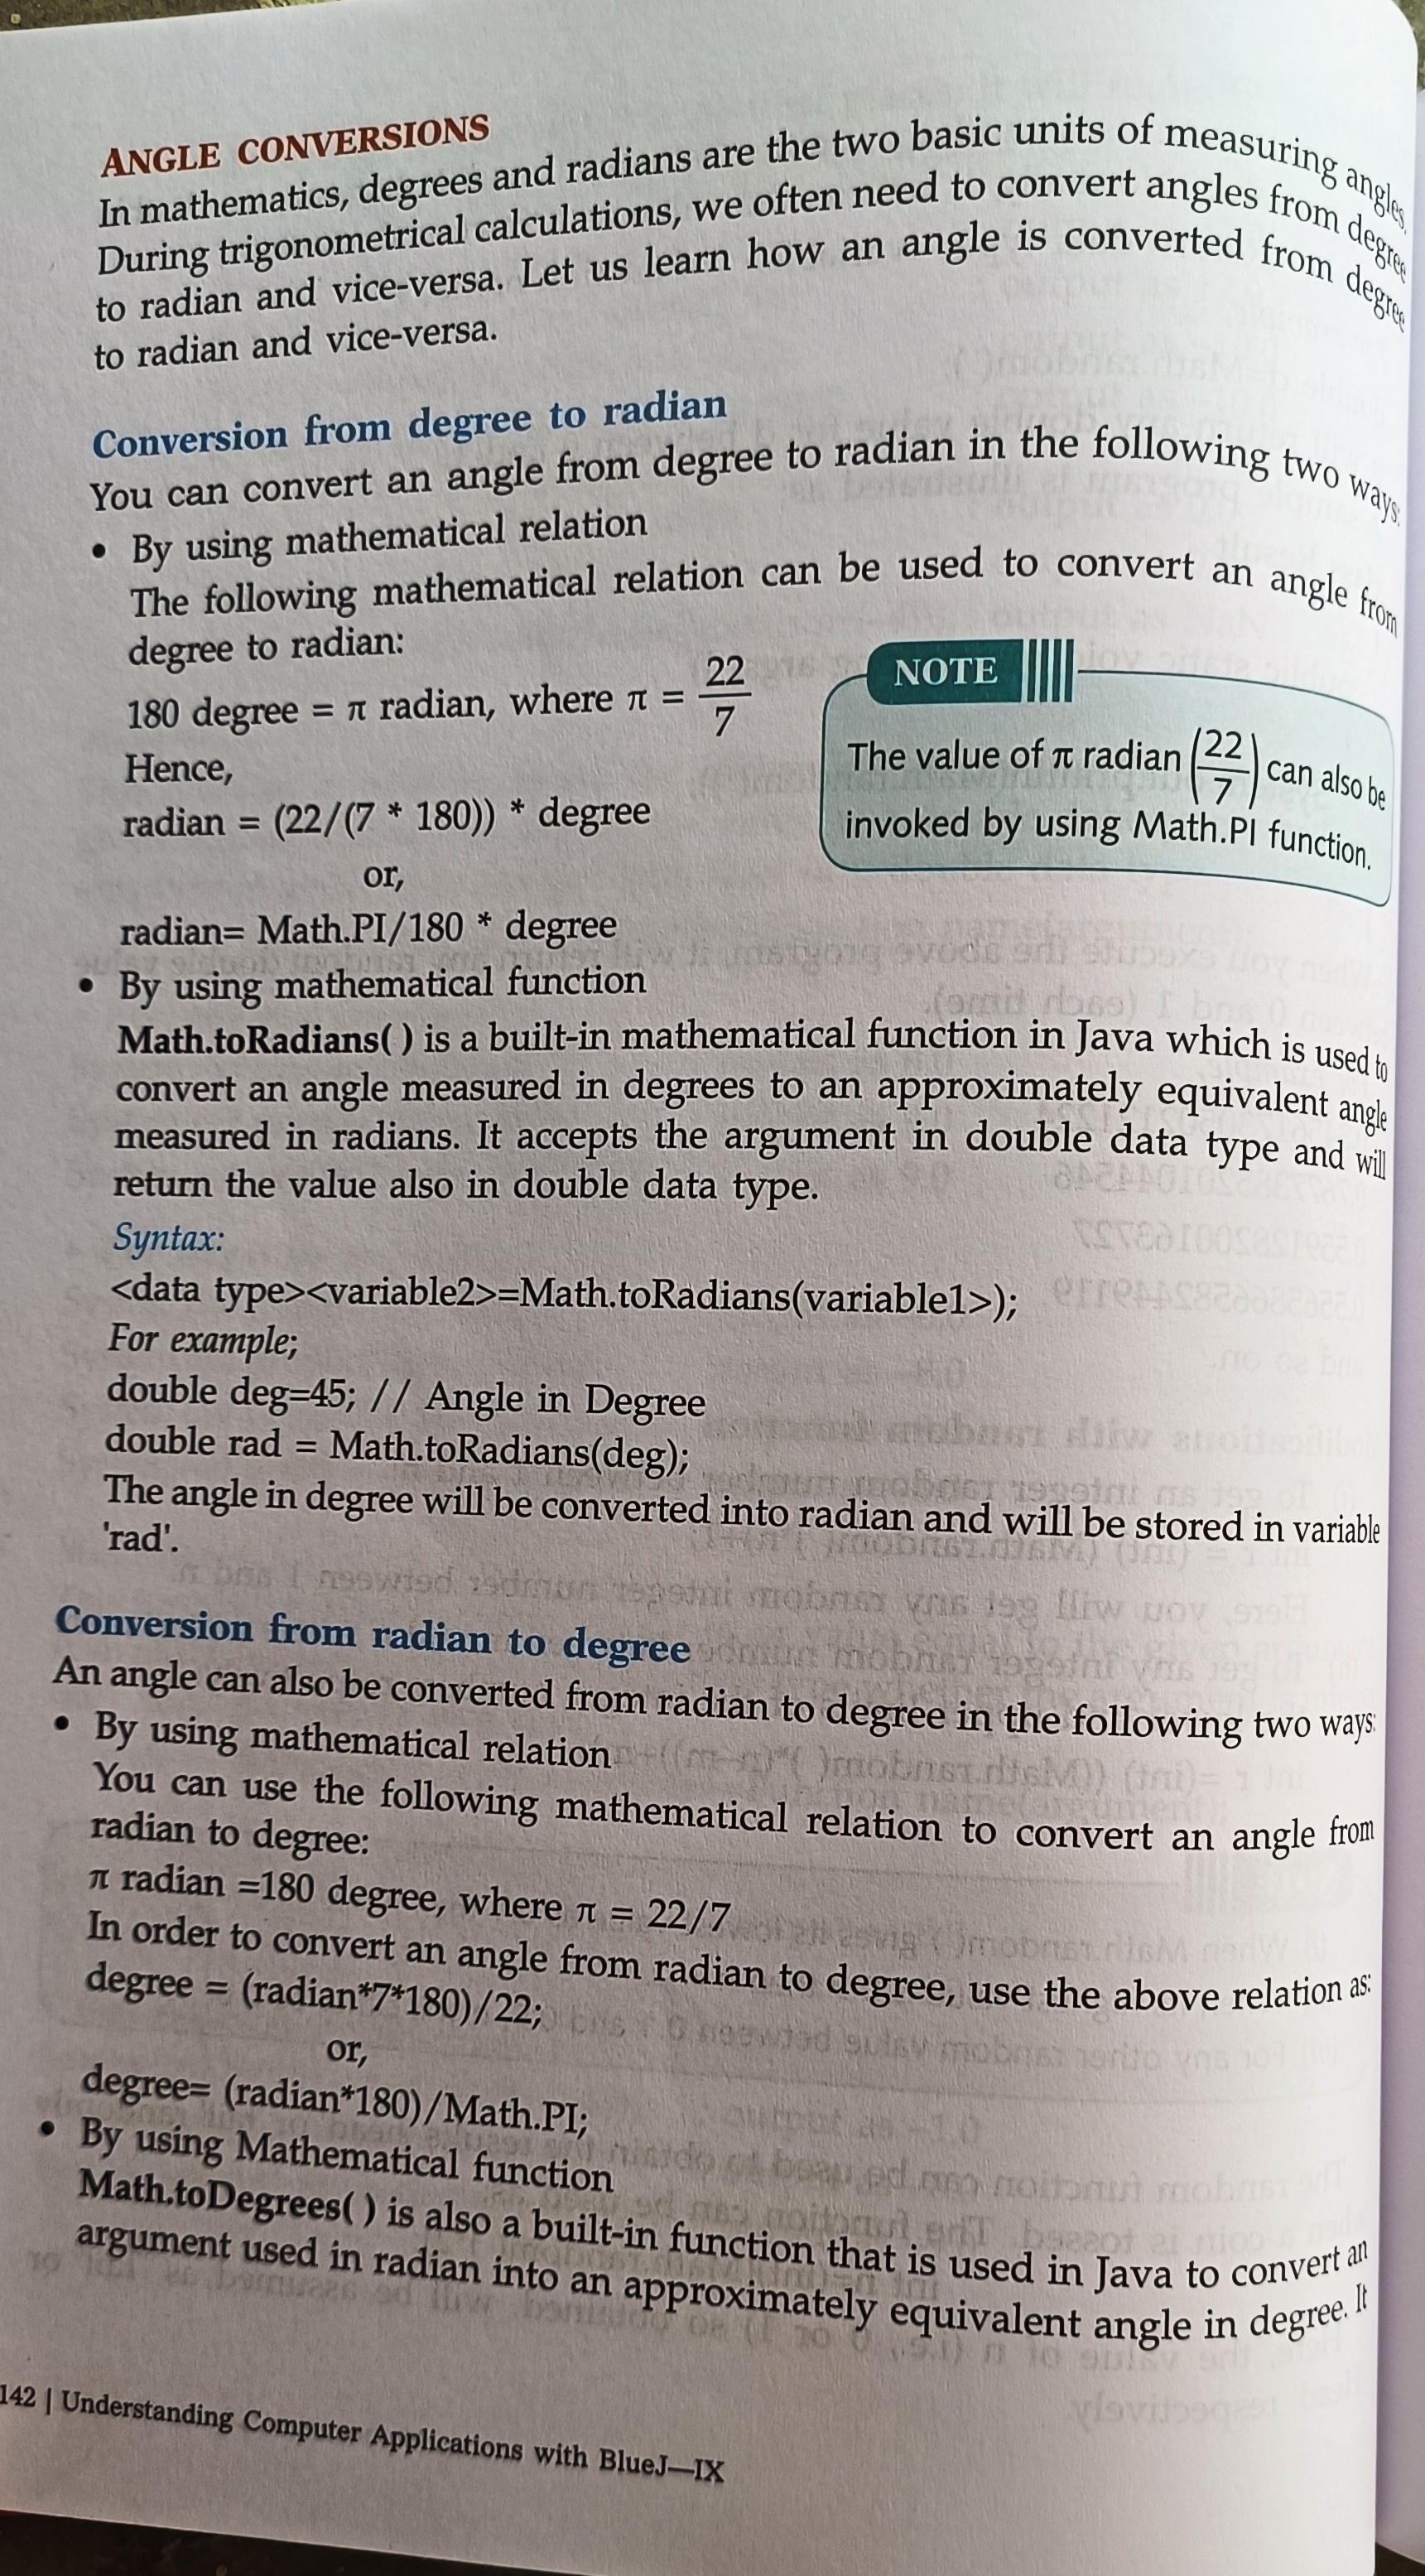 ANGLE CONVERSIONS
In mathematics, degrees and radians are the two basic units of measuring angles.
During trigonometrical calculations, we often need to convert angles from degree
to radian and vice-versa. Let us learn how an angle is converted from degree
to radian and vice-versa.
Conversion from degree to radian
You can convert an angle from degree to radian in the following two ways:
• By using mathematical relation
The following mathematical relation can be used to convert an angle from
degree to radian:
180 degree = π radian, where π = 22/7
Hence,
radian = (22/(7 * 180)) * degree
or,
radian= Math.PI/180 * degree
NOTE
The value of π radian (22/7) can also be
invoked by using Math.PI function.
• By using mathematical function
Math.toRadians( ) is a built-in mathematical function in Java which is used to
convert an angle measured in degrees to an approximately equivalent angle
measured in radians. It accepts the argument in double data type and will
return the value also in double data type.
Syntax:
<data type><variable2>=Math.toRadians(variable1>);
For example;
double deg=45; // Angle in Degree
double rad = Math.toRadians(deg);
The angle in degree will be converted into radian and will be stored in variable
'rad'.
Conversion from radian to degree
An angle can also be converted from radian to degree in the following two ways:
• By using mathematical relation
You can use the following mathematical relation to convert an angle from
radian to degree:
π radian =180 degree, where π = 22/7
In order to convert an angle from radian to degree, use the above relation as:
degree = (radian*7*180)/22;
or,
degree= (radian*180)/Math.PI;
• By using Mathematical function
Math.toDegrees( ) is also a built-in function that is used in Java to convert an
argument used in radian into an approximately equivalent angle in degree. It
142 | Understanding Computer Applications with BlueJ—IX